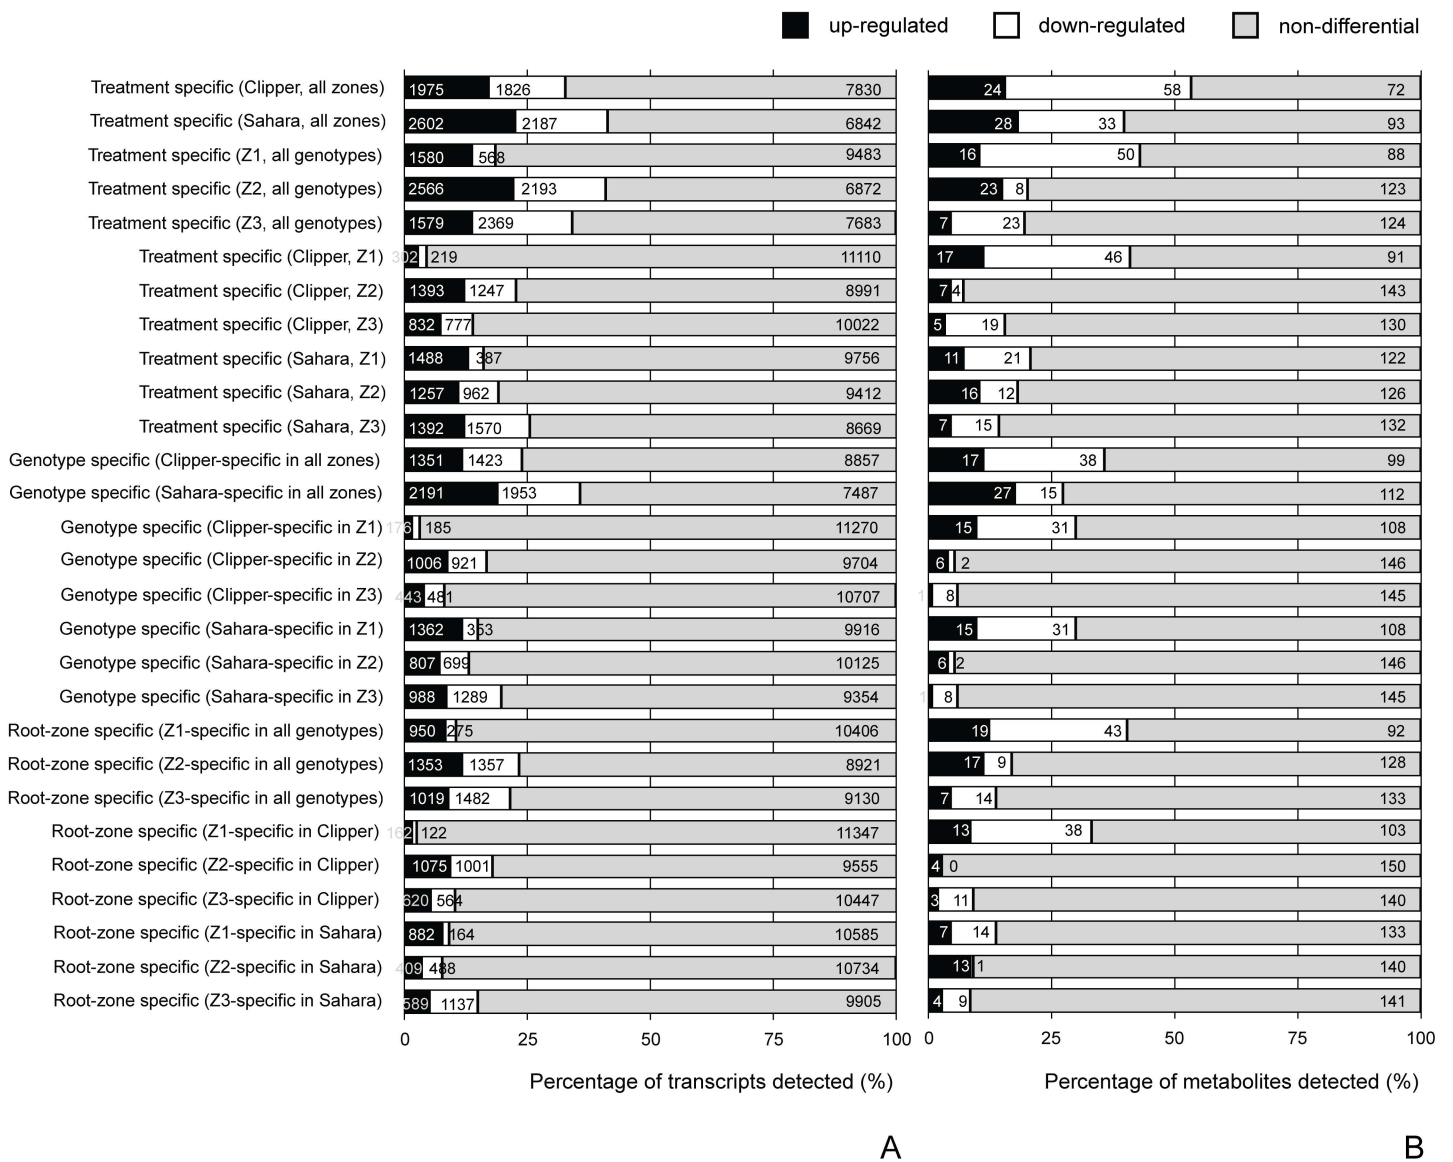 up-regulated down-regulated non-differential
Treatment specific (Clipper, all zones) 1975 1826 7830 24 58 72
Treatment specific (Sahara, all zones) 2602 2187 6842 28 33 93
Treatment specific (Z1, all genotypes) 1580 568 9483 16 50 88
Treatment specific (Z2, all genotypes) 2566 2193 6872 23 8 123
Treatment specific (Z3, all genotypes) 1579 2369 7683 7 23 124
Treatment specific (Clipper, Z1) 302 219 11110 17 46 91
Treatment specific (Clipper, Z2) 1393 1247 8991 7 4 143
Treatment specific (Clipper, Z3) 832 777 10022 5 19 130
Treatment specific (Sahara, Z1) 1488 387 9756 11 21 122
Treatment specific (Sahara, Z2) 1257 962 9412 16 12 126
Treatment specific (Sahara, Z3) 1392 1570 8669 7 15 132
Genotype specific (Clipper-specific in all zones) 1351 1423 8857 17 38 99
Genotype specific (Sahara-specific in all zones) 2191 1953 7487 27 15 112
Genotype specific (Clipper-specific in Z1) 176 185 11270 15 31 108
Genotype specific (Clipper-specific in Z2) 1006 921 9704 6 2 146
Genotype specific (Clipper-specific in Z3) 443 481 10707 1 8 145
Genotype specific (Sahara-specific in Z1) 1362 353 9916 15 31 108
Genotype specific (Sahara-specific in Z2) 807 699 10125 6 2 146
Genotype specific (Sahara-specific in Z3) 988 1289 9354 1 8 145
Root-zone specific (Z1-specific in all genotypes) 950 275 10406 19 43 92
Root-zone specific (Z2-specific in all genotypes) 1353 1357 8921 17 9 128
Root-zone specific (Z3-specific in all genotypes) 1019 1482 9130 7 14 133
Root-zone specific (Z1-specific in Clipper) 162 122 11347 13 38 103
Root-zone specific (Z2-specific in Clipper) 1075 1001 9555 4 0 150
Root-zone specific (Z3-specific in Clipper) 620 564 10447 3 11 140
Root-zone specific (Z1-specific in Sahara) 882 164 10585 7 14 133
Root-zone specific (Z2-specific in Sahara) 409 488 10734 13 1 140
Root-zone specific (Z3-specific in Sahara) 589 1137 9905 4 9 141
0 25 50 75 100 0 25 50 75 100
Percentage of transcripts detected (%) Percentage of metabolites detected (%)
A B